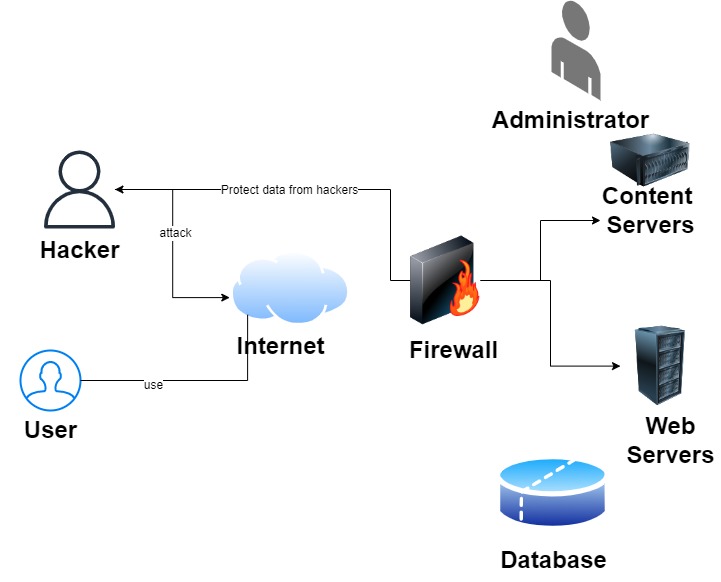 Administrator
Content
Servers
Protect data from hackers
attack
Hacker
Internet
Firewall
use
User
Web
Servers
Database